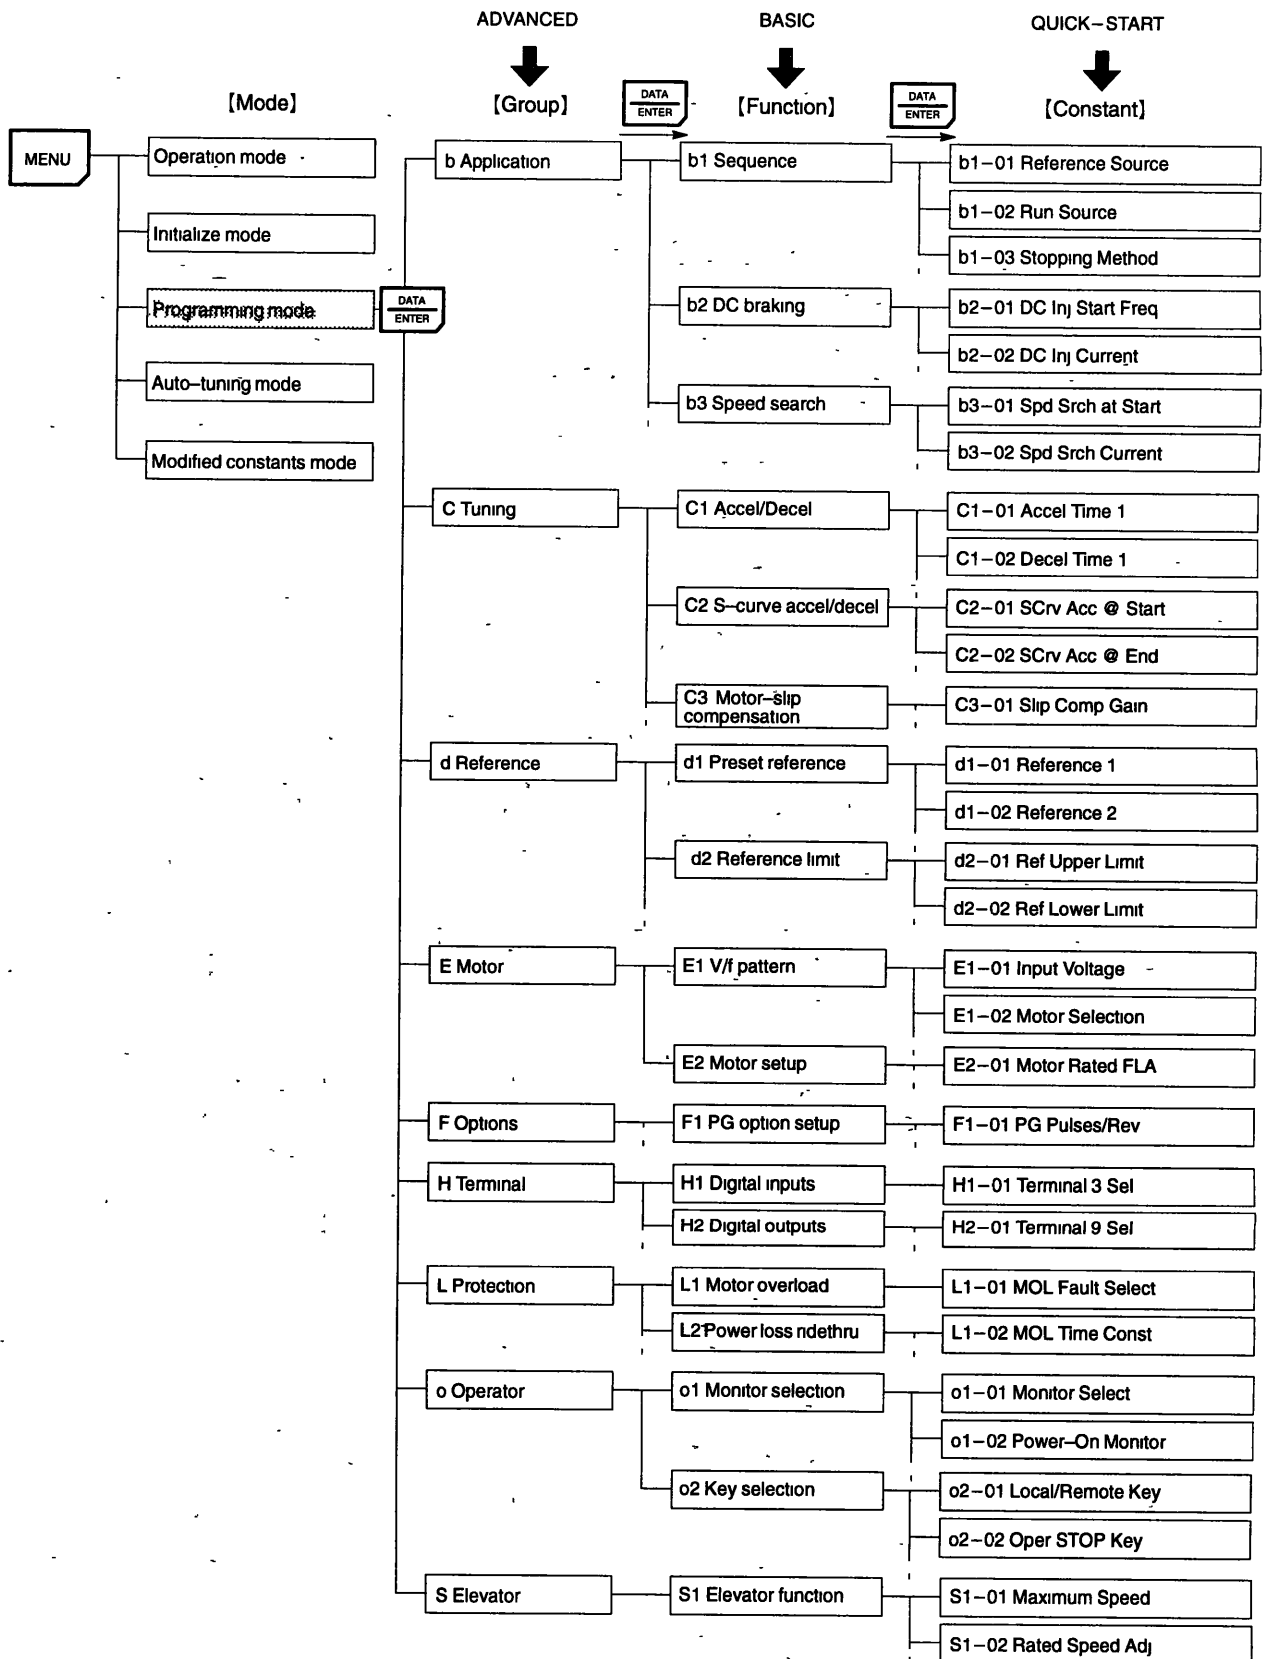 ADVANCED BASIC QUICK-START
[Mode] [Group] DATA ENTER [Function] DATA ENTER [Constant]
MENU
Operation mode
Initialize mode
Programming mode
DATA
ENTER
Auto-tuning mode
Modified constants mode
b Application
b1 Sequence
b1-01 Reference Source
b1-02 Run Source
b1-03 Stopping Method
b2 DC braking
b2-01 DC Inj Start Freq
b2-02 DC Inj Current
b3 Speed search
b3-01 Spd Srch at Start
b3-02 Spd Srch Current
C Tuning
C1 Accel/Decel
C1-01 Accel Time 1
C1-02 Decel Time 1
C2 S-curve accel/decel
C2-01 SCrv Acc @ Start
C2-02 SCrv Acc @ End
C3 Motor-slip
compensation
C3-01 Slip Comp Gain
d Reference
d1 Preset reference
d1-01 Reference 1
d1-02 Reference 2
d2 Reference limit
d2-01 Ref Upper Limit
d2-02 Ref Lower Limit
E Motor
E1 V/f pattern
E1-01 Input Voltage
E1-02 Motor Selection
E2 Motor setup
E2-01 Motor Rated FLA
F Options
F1 PG option setup
F1-01 PG Pulses/Rev
H Terminal
H1 Digital inputs
H1-01 Terminal 3 Sel
H2 Digital outputs
H2-01 Terminal 9 Sel
L Protection
L1 Motor overload
L1-01 MOL Fault Select
L2 Power loss ridethru
L1-02 MOL Time Const
o Operator
o1 Monitor selection
o1-01 Monitor Select
o1-02 Power-On Monitor
o2 Key selection
o2-01 Local/Remote Key
o2-02 Oper STOP Key
S Elevator
S1 Elevator function
S1-01 Maximum Speed
S1-02 Rated Speed Adj